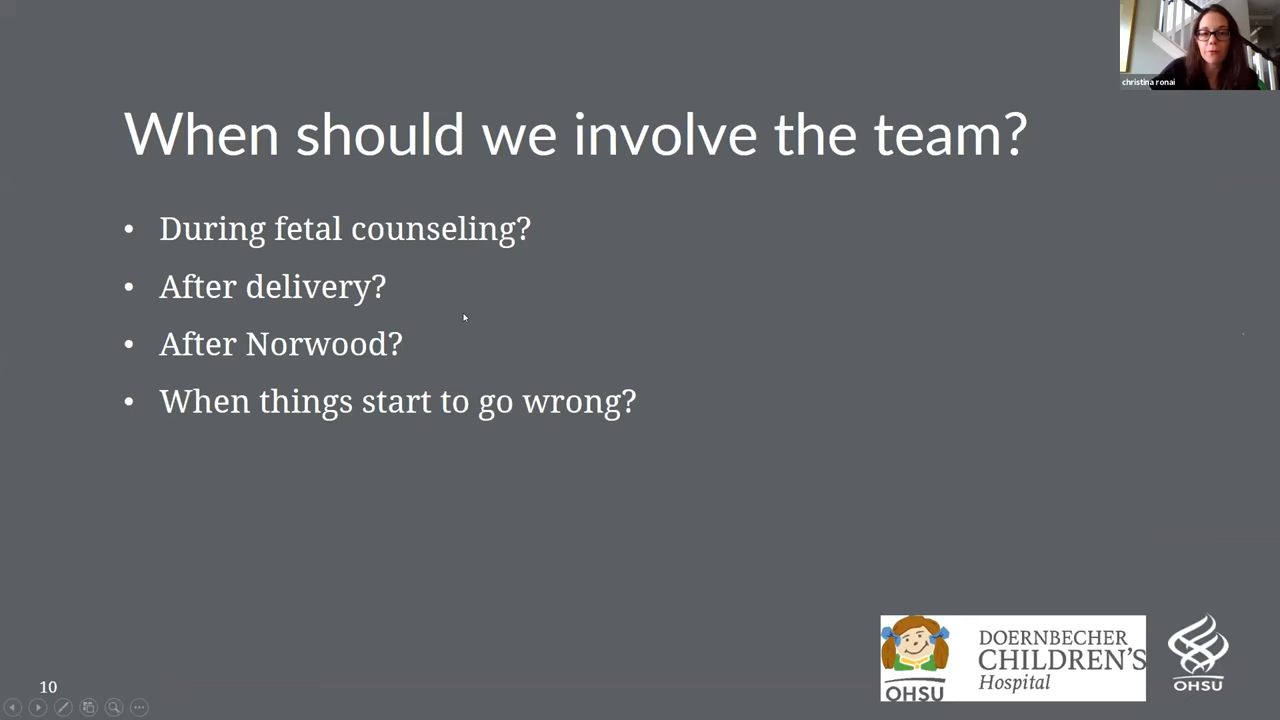 christina ronai
When should we involve the team?
• During fetal counseling?
• After delivery?
• After Norwood?
• When things start to go wrong?
DOERNBECHER
CHILDREN'S
Hospital
OHSU
OHSU
10